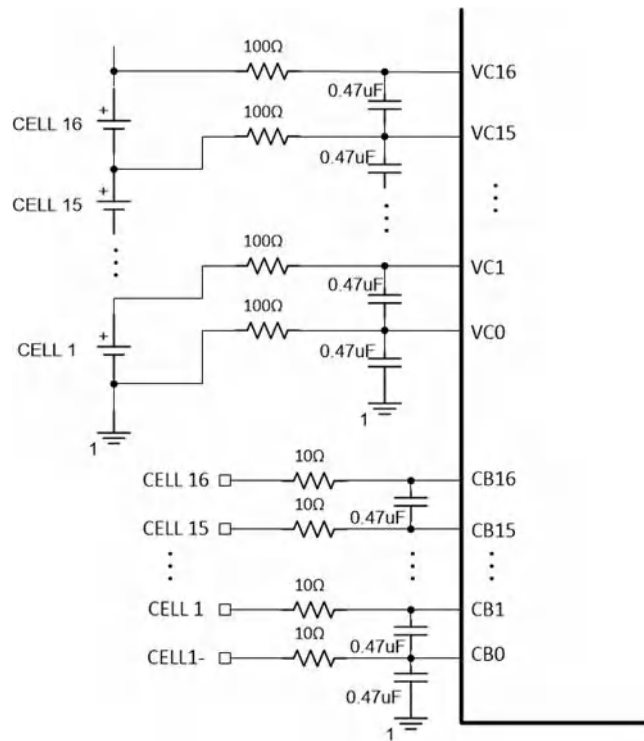 100Ω
VC16
0.47uF
+
CELL 16
100Ω
VC15
0.47uF
+
CELL 15
100Ω
VC1
0.47uF
100Ω
VC0
+
CELL 1
0.47uF
1
1
10Ω
CELL 16
CB16
10Ω
0.47uF
CELL 15
CB15
10Ω
CELL 1
CB1
10Ω
0.47uF
CELL1-
CB0
0.47uF
1